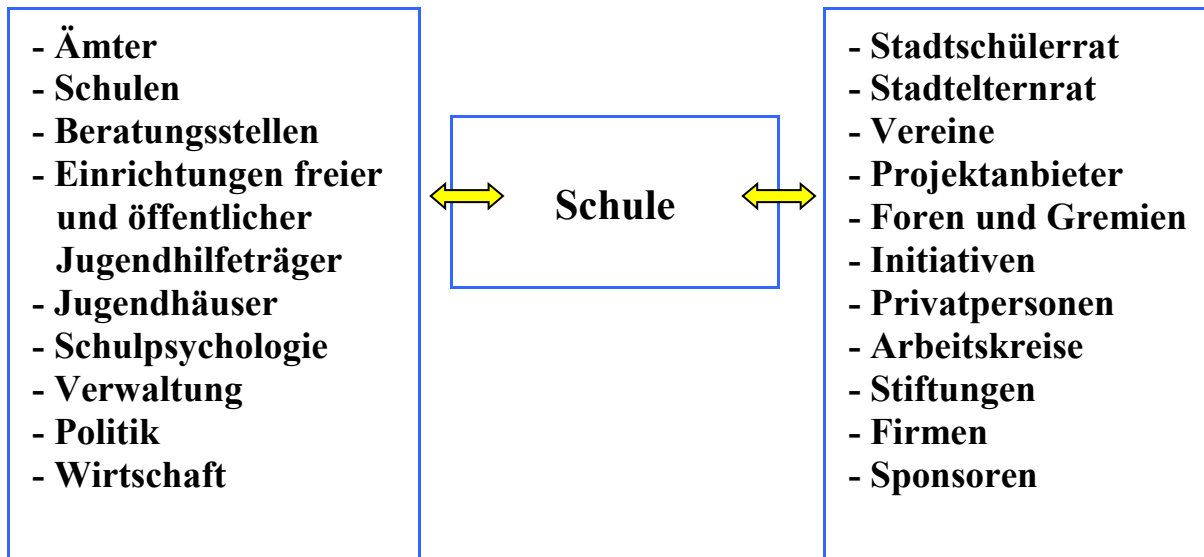 - Ämter
- Schulen
- Beratungsstellen
- Einrichtungen freier
und öffentlicher
Jugendhilfeträger
- Jugendhäuser
- Schulpsychologie
- Verwaltung
- Politik
- Wirtschaft
Schule
- Stadtschülerrat
- Stadtelternrat
- Vereine
- Projektanbieter
- Foren und Gremien
- Initiativen
- Privatpersonen
- Arbeitskreise
- Stiftungen
- Firmen
- Sponsoren